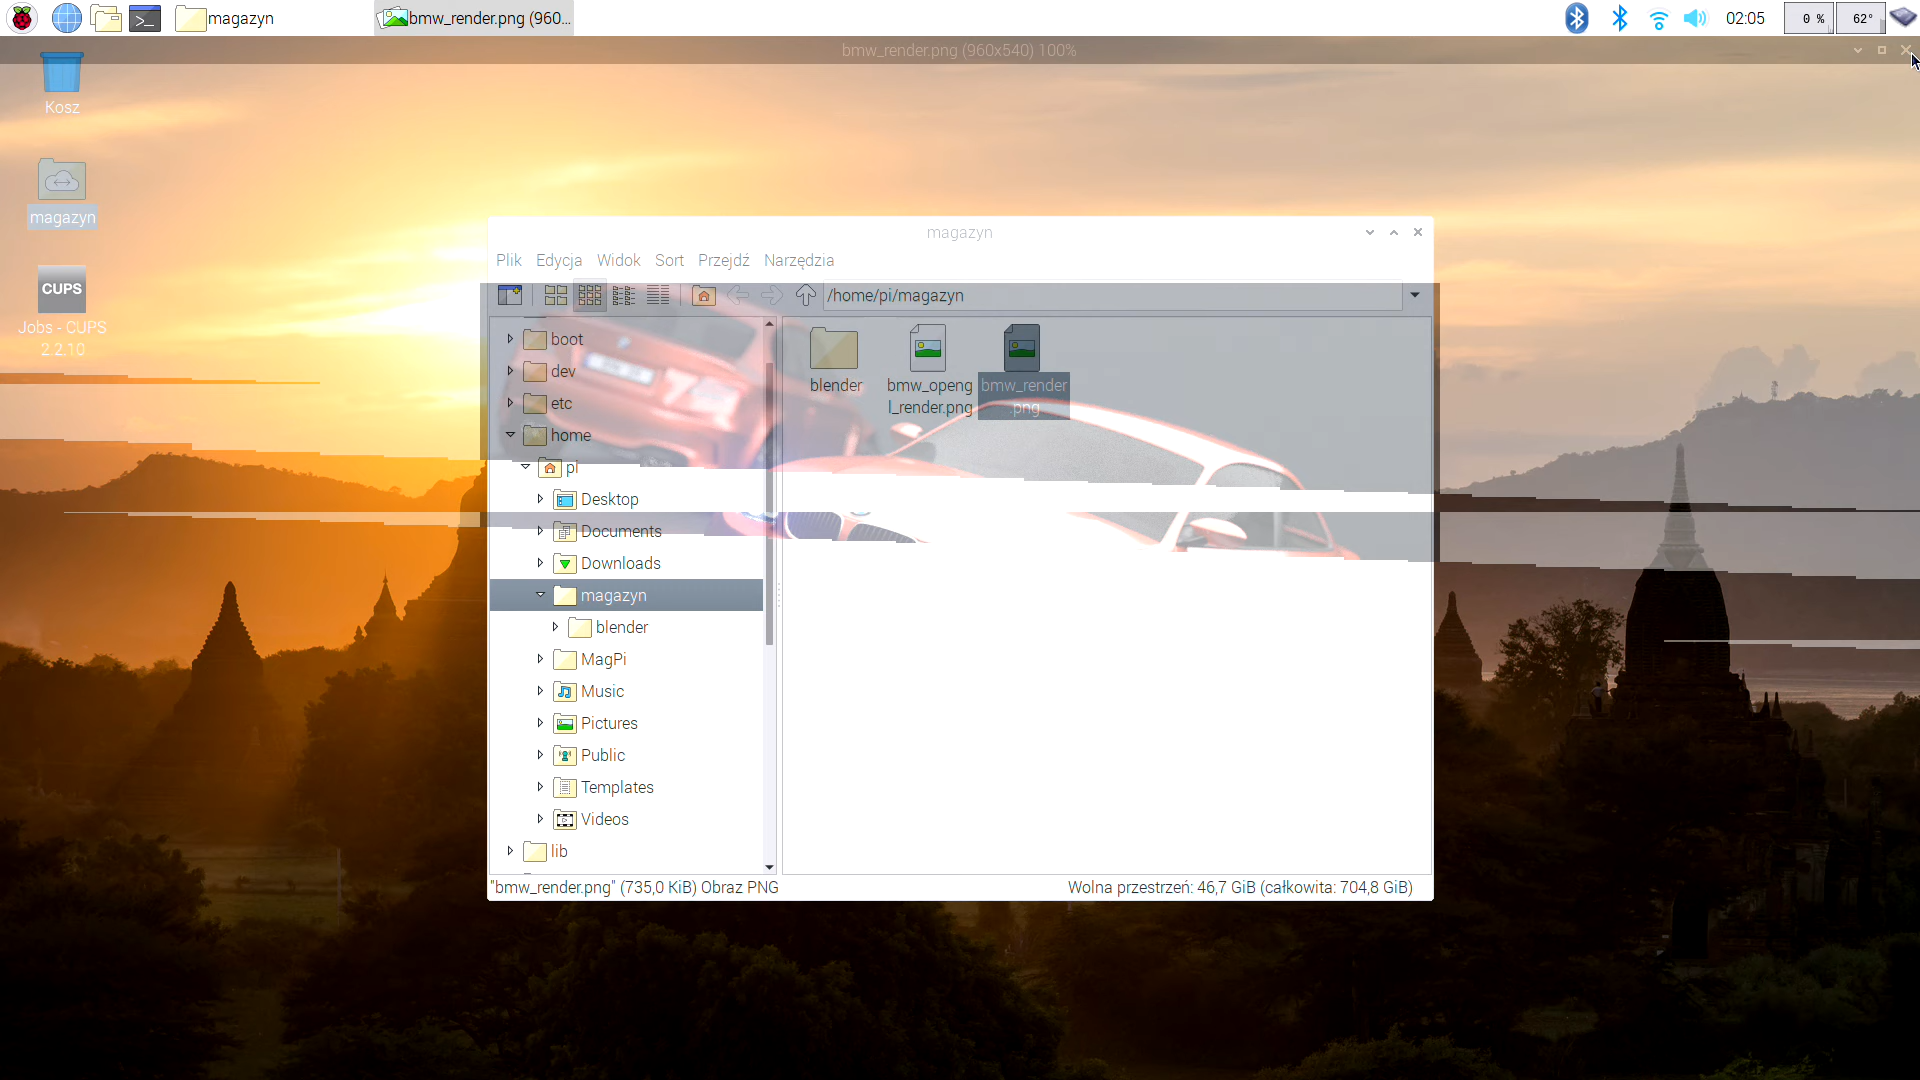 magazyn
bmw_render.png (960...
02:05
0 %
62°
bmw_render.png (960x540) 100%
Kosz
magazyn
CUPS
Jobs - CUPS
2.2.10
magazyn
Plik Edycja Widok Sort Przejdź Narzędzia
/home/pi/magazyn
boot
dev
etc
home
pi
Desktop
Documents
Downloads
magazyn
blender
MagPi
Music
Pictures
Public
Templates
Videos
lib
blender
bmw_openg
l_render.png
bmw_render
.png
"bmw_render.png" (735,0 KiB) Obraz PNG
Wolna przestrzeń: 46,7 GiB (całkowita: 704,8 GiB)